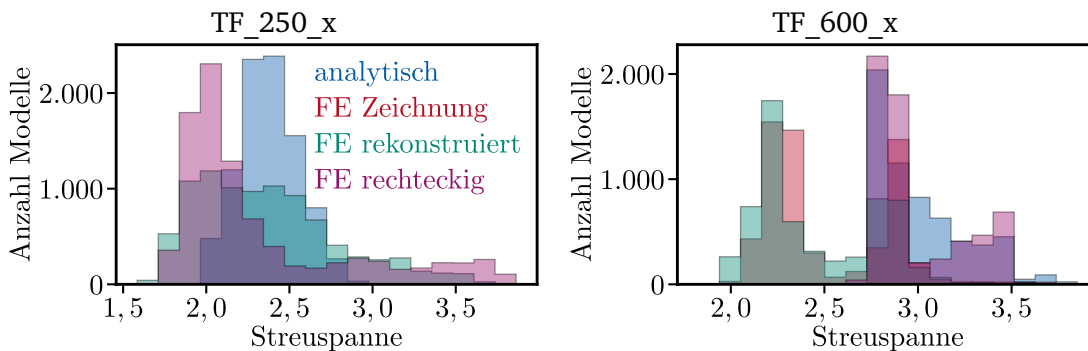 TF_250_x
Anzahl Modelle
2.000
1.000
0
analytisch
FE Zeichnung
FE rekonstruiert
FE rechteckig
1, 5 2, 0 2, 5 3, 0 3, 5
Streuspanne
TF_600_x
Anzahl Modelle
2.000
1.000
0
2, 0 2, 5 3, 0 3, 5
Streuspanne